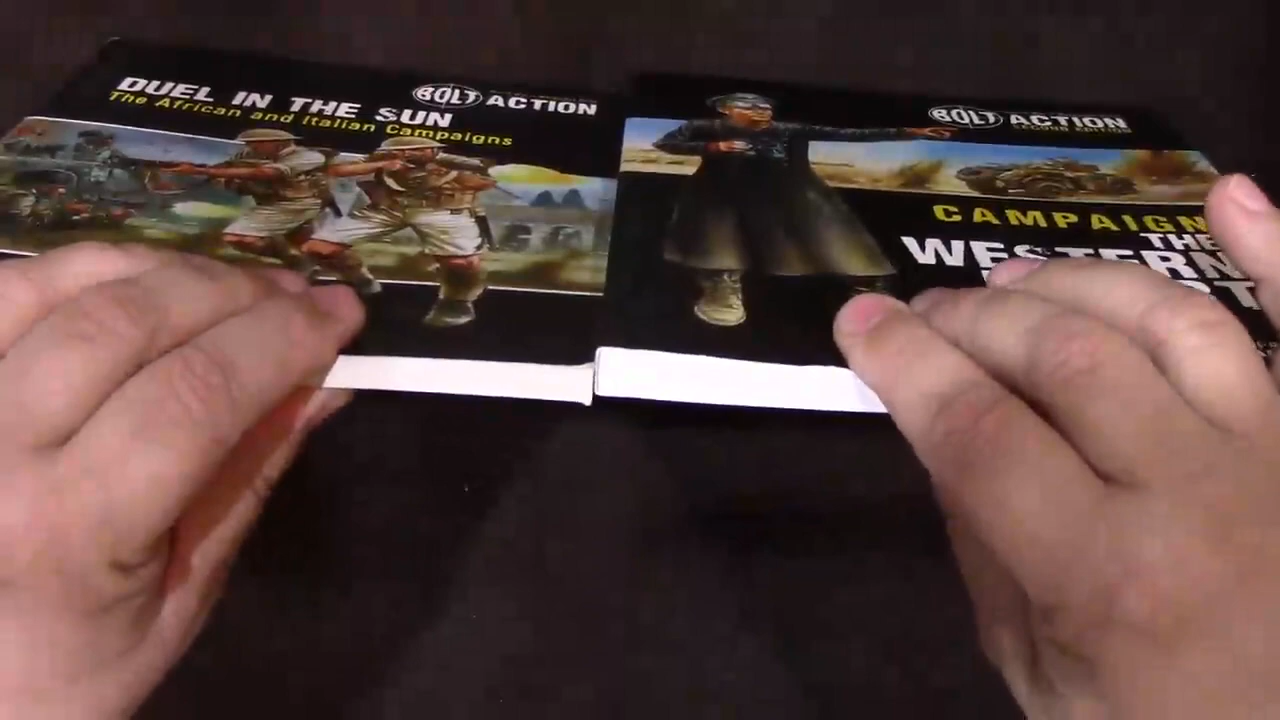 DUEL IN THE SUN
The African and Italian Campaigns
BOLT ACTION
BOLT ACTION
SECOND EDITION
CAMPAIGN
THE
WESTERN